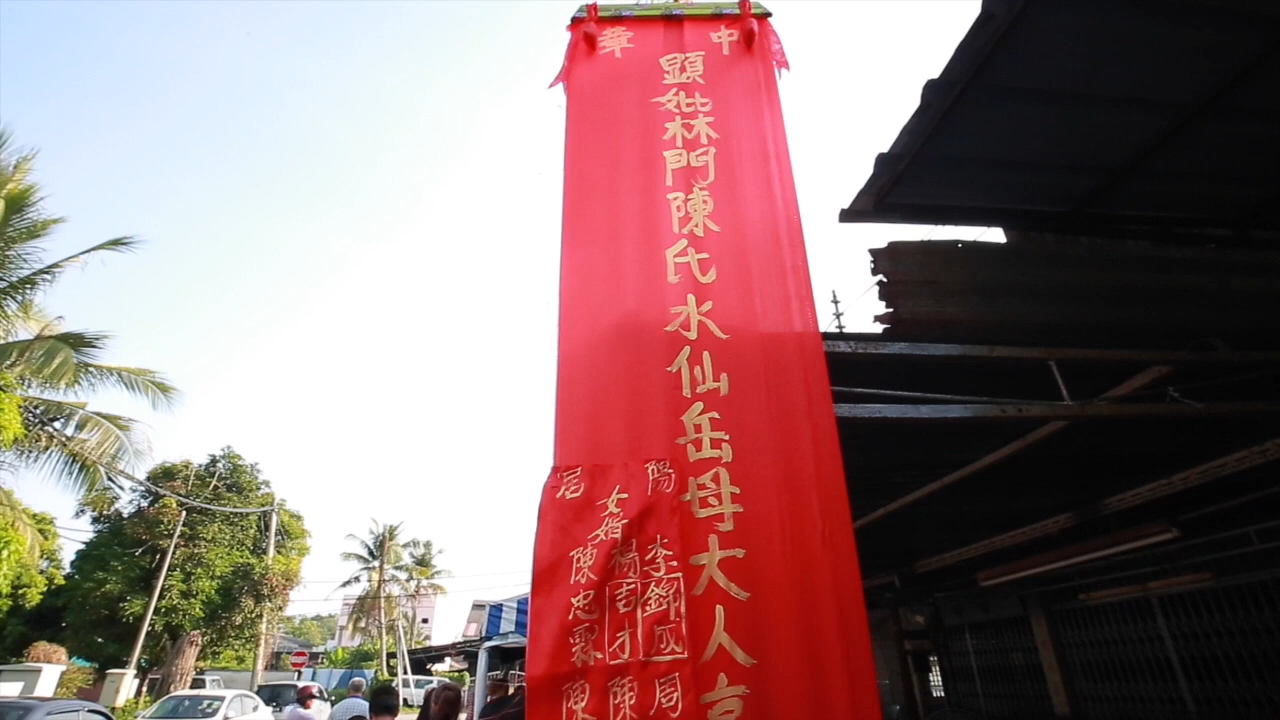 中華
顕妣林門陳氏水仙岳母大人
陽居
女婿
李錦成
楊吉才
陳忠霖
周
陳
陳